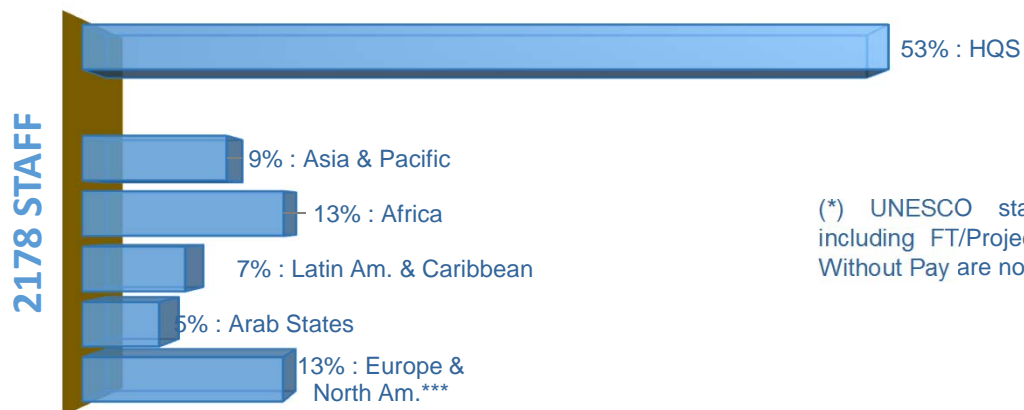 2178 STAFF
53% : HQS
9% : Asia & Pacific
13% : Africa
7% : Latin Am. & Caribbean
5% : Arab States
13% : Europe &
North Am.***
(*) UNESCO
including
Without Pay are